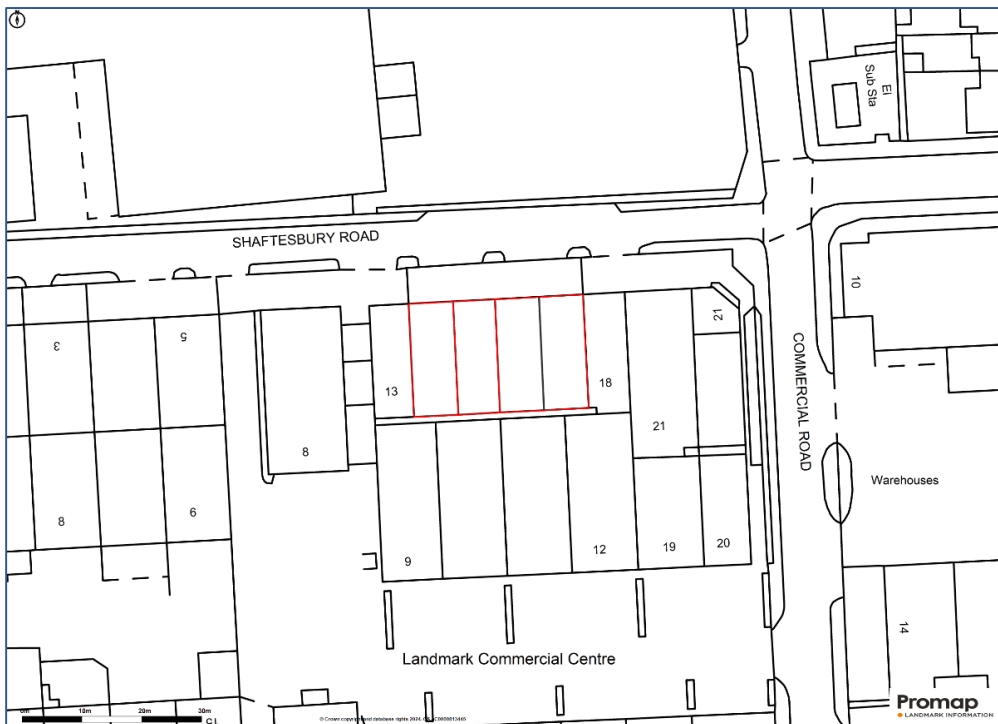 El
Sub Sta
SHAFTESBURY ROAD
10
3
5
21
13
18
COMMERCIAL ROAD
21
8
Warehouses
8
6
9
12
19
20
14
Landmark Commercial Centre
0m 10m 20m 30m
Promap
LANDMARK INFORMATION